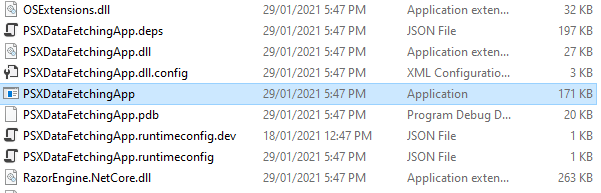 OSExtensions.dll 29/01/2021 5:47 PM Application exten... 32 KB
PSXDataFetchingApp.deps 29/01/2021 5:47 PM JSON File 197 KB
PSXDataFetchingApp.dll 29/01/2021 5:47 PM Application exten... 27 KB
PSXDataFetchingApp.dll.config 29/01/2021 5:47 PM XML Configuratio... 3 KB
PSXDataFetchingApp 29/01/2021 5:47 PM Application 171 KB
PSXDataFetchingApp.pdb 29/01/2021 5:47 PM Program Debug D... 20 KB
PSXDataFetchingApp.runtimeconfig.dev 18/01/2021 12:47 PM JSON File 1 KB
PSXDataFetchingApp.runtimeconfig 29/01/2021 5:47 PM JSON File 1 KB
RazorEngine.NetCore.dll 29/01/2021 5:47 PM Application exten... 263 KB